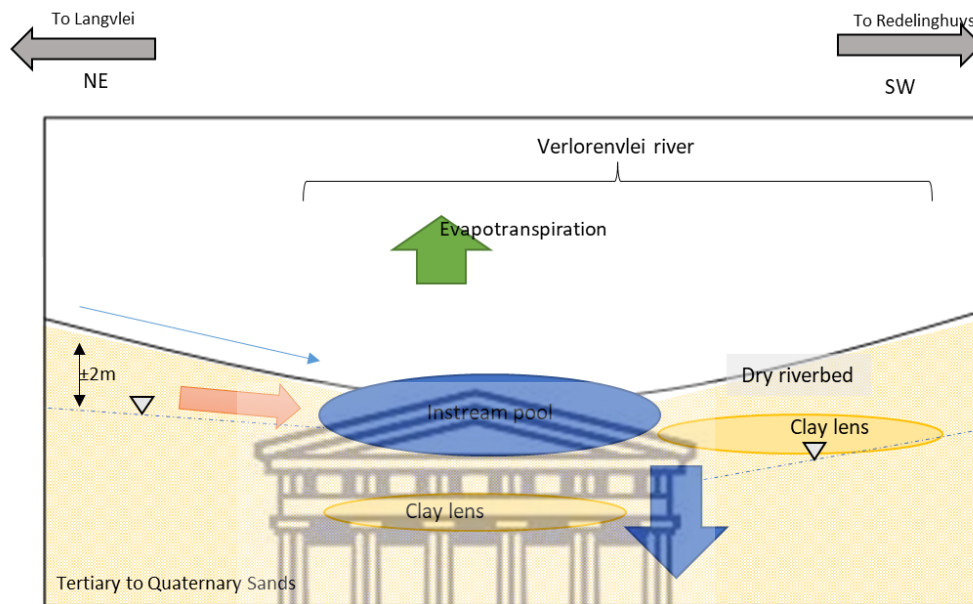 To Langvlei
To Redelinghuys
NE
SW
Verlorenvlei river
Evapotranspiration
±2m
Dry riverbed
Instream pool
Clay lens
Clay lens
Tertiary to Quaternary Sands